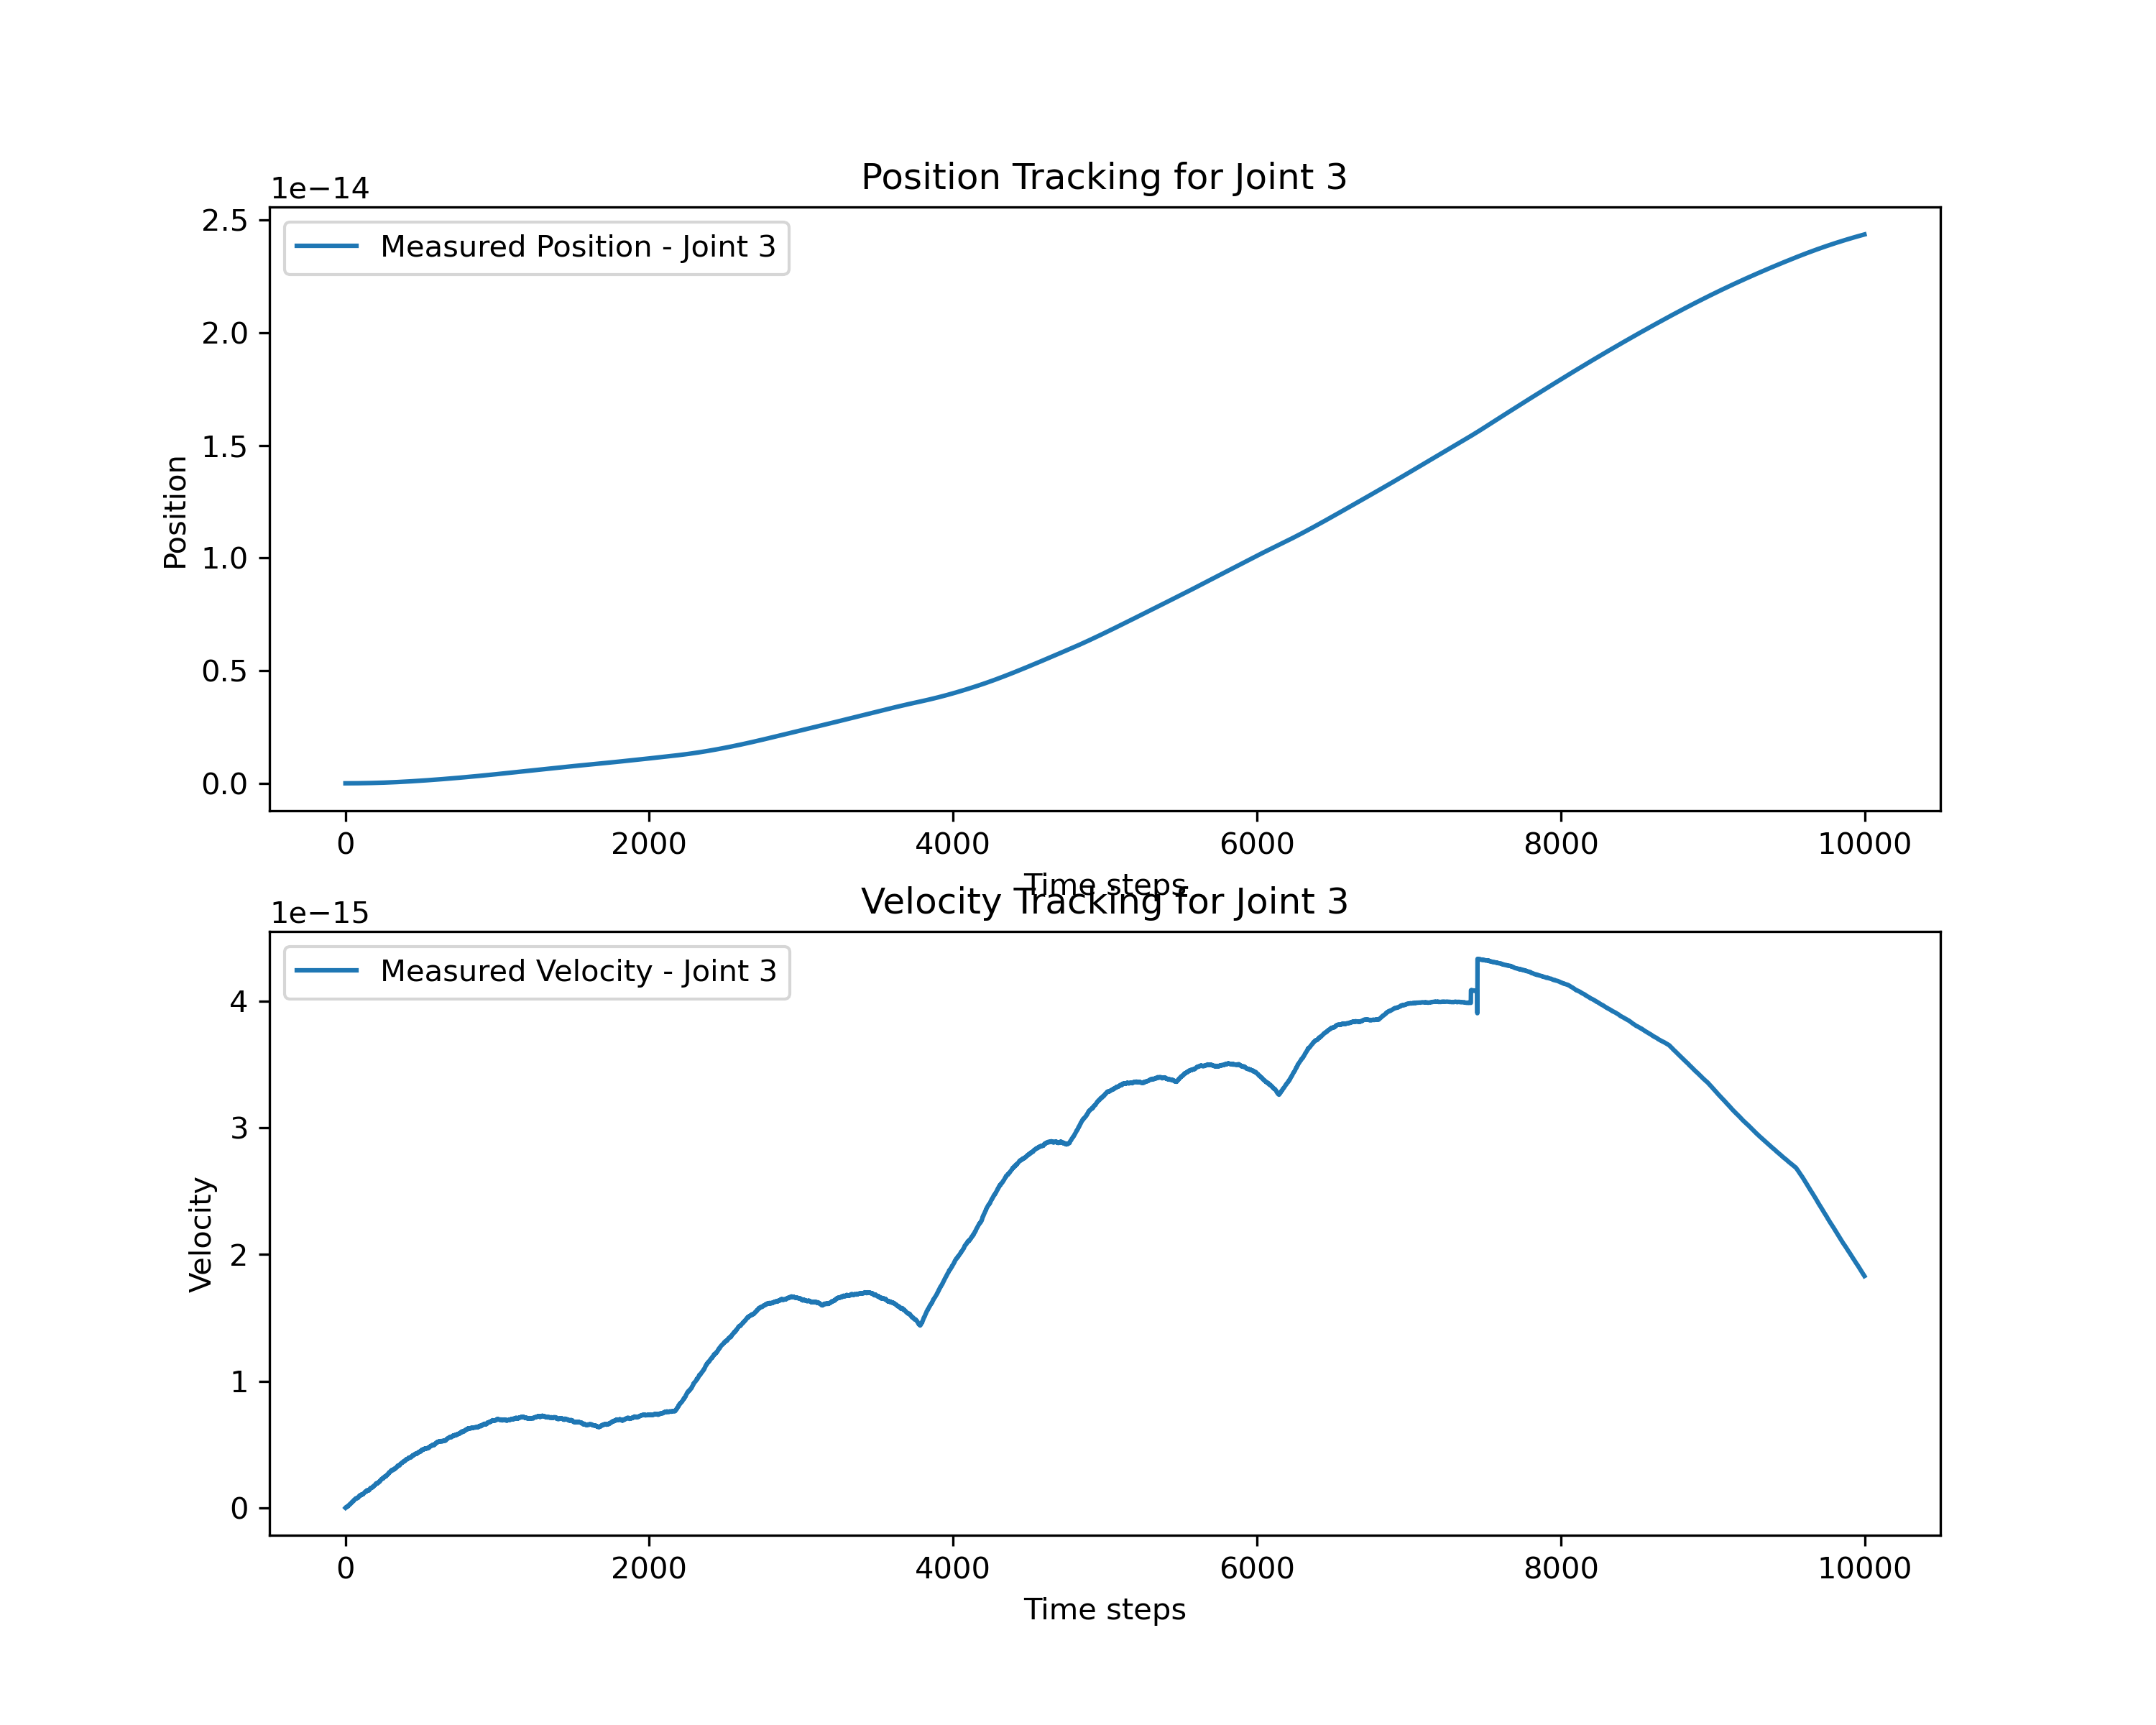 Position Tracking for Joint 3
1e−14
Measured Position - Joint 3
2.5
2.0
1.5
1.0
0.5
0.0
Position
0 2000 4000 6000 8000 10000
Time steps
Velocity Tracking for Joint 3
1e−15
Measured Velocity - Joint 3
4
3
2
1
0
Velocity
0 2000 4000 6000 8000 10000
Time steps